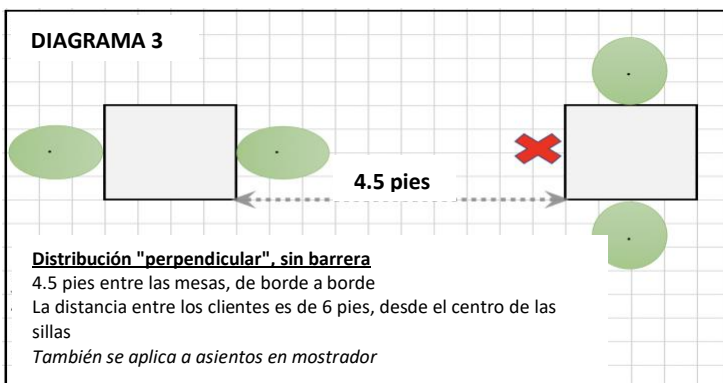 DIAGRAMA 3
4.5 pies
Distribución "perpendicular", sin barrera
4.5 pies entre las mesas, de borde a borde
La distancia entre los clientes es de 6 pies, desde el centro de las
sillas
También se aplica a asientos en mostrador